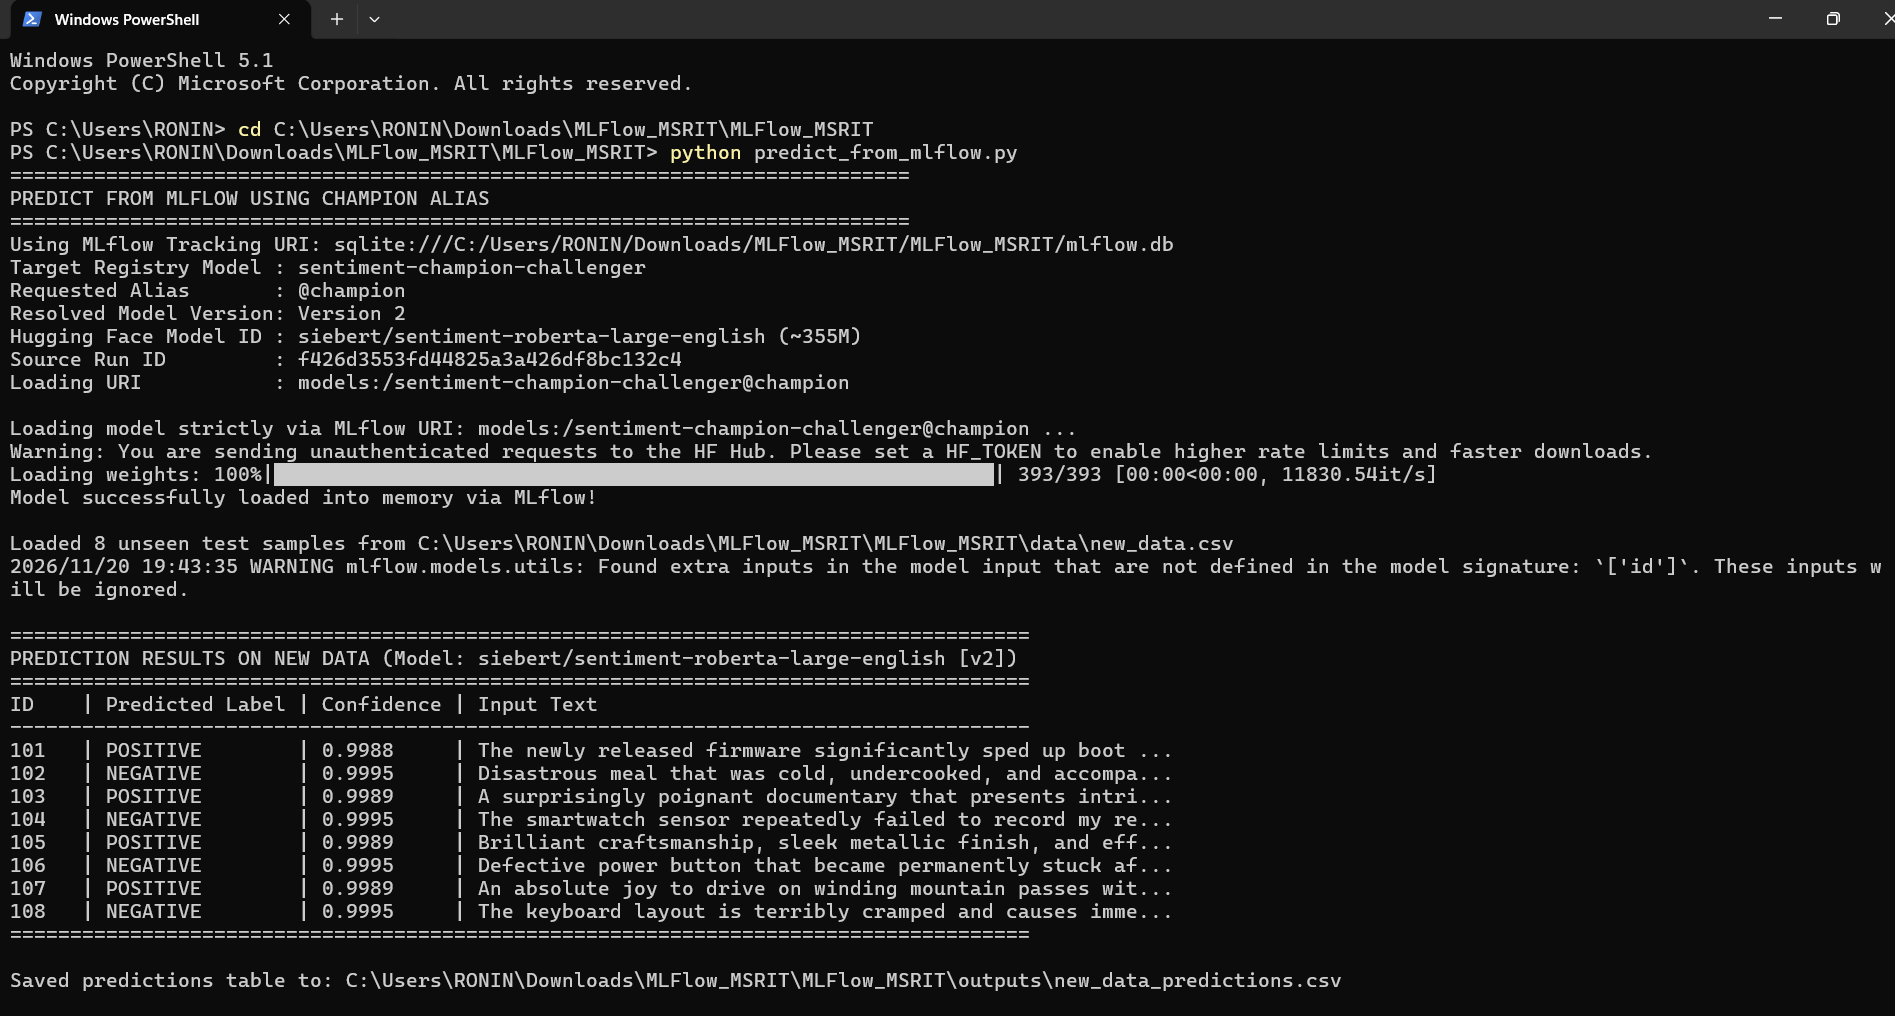 Windows PowerShell
Windows PowerShell 5.1
Copyright (C) Microsoft Corporation. All rights reserved.
PS C:\Users\RONIN> cd C:\Users\RONIN\Downloads\MLFlow_MSRIT\MLFlow_MSRIT
PS C:\Users\RONIN\Downloads\MLFlow_MSRIT\MLFlow_MSRIT> python predict_from_mlflow.py
===========================================================================
PREDICT FROM MLFLOW USING CHAMPION ALIAS
===========================================================================
Using MLflow Tracking URI: sqlite:///C:/Users/RONIN/Downloads/MLFlow_MSRIT/MLFlow_MSRIT/mlflow.db
Target Registry Model : sentiment-champion-challenger
Requested Alias       : @champion
Resolved Model Version: Version 2
Hugging Face Model ID : siebert/sentiment-roberta-large-english (~355M)
Source Run ID         : f426d3553fd44825a3a426df8bc132c4
Loading URI           : models:/sentiment-champion-challenger@champion
Loading model strictly via MLflow URI: models:/sentiment-champion-challenger@champion ...
Warning: You are sending unauthenticated requests to the HF Hub. Please set a HF_TOKEN to enable higher rate limits and faster downloads.
Loading weights: 100%|| 393/393 [00:00<00:00, 11830.54it/s]
Model successfully loaded into memory via MLflow!
Loaded 8 unseen test samples from C:\Users\RONIN\Downloads\MLFlow_MSRIT\MLFlow_MSRIT\data\new_data.csv
2026/11/20 19:43:35 WARNING mlflow.models.utils: Found extra inputs in the model input that are not defined in the model signature: `['id']`. These inputs w
ill be ignored.
=====================================================================================
PREDICTION RESULTS ON NEW DATA (Model: siebert/sentiment-roberta-large-english [v2])
=====================================================================================
ID    | Predicted Label | Confidence | Input Text
-------------------------------------------------------------------------------------
101   | POSITIVE        | 0.9988     | The newly released firmware significantly sped up boot ...
102   | NEGATIVE        | 0.9995     | Disastrous meal that was cold, undercooked, and accompa...
103   | POSITIVE        | 0.9989     | A surprisingly poignant documentary that presents intri...
104   | NEGATIVE        | 0.9995     | The smartwatch sensor repeatedly failed to record my re...
105   | POSITIVE        | 0.9989     | Brilliant craftsmanship, sleek metallic finish, and eff...
106   | NEGATIVE        | 0.9995     | Defective power button that became permanently stuck af...
107   | POSITIVE        | 0.9989     | An absolute joy to drive on winding mountain passes wit...
108   | NEGATIVE        | 0.9995     | The keyboard layout is terribly cramped and causes imme...
=====================================================================================
Saved predictions table to: C:\Users\RONIN\Downloads\MLFlow_MSRIT\MLFlow_MSRIT\outputs\new_data_predictions.csv